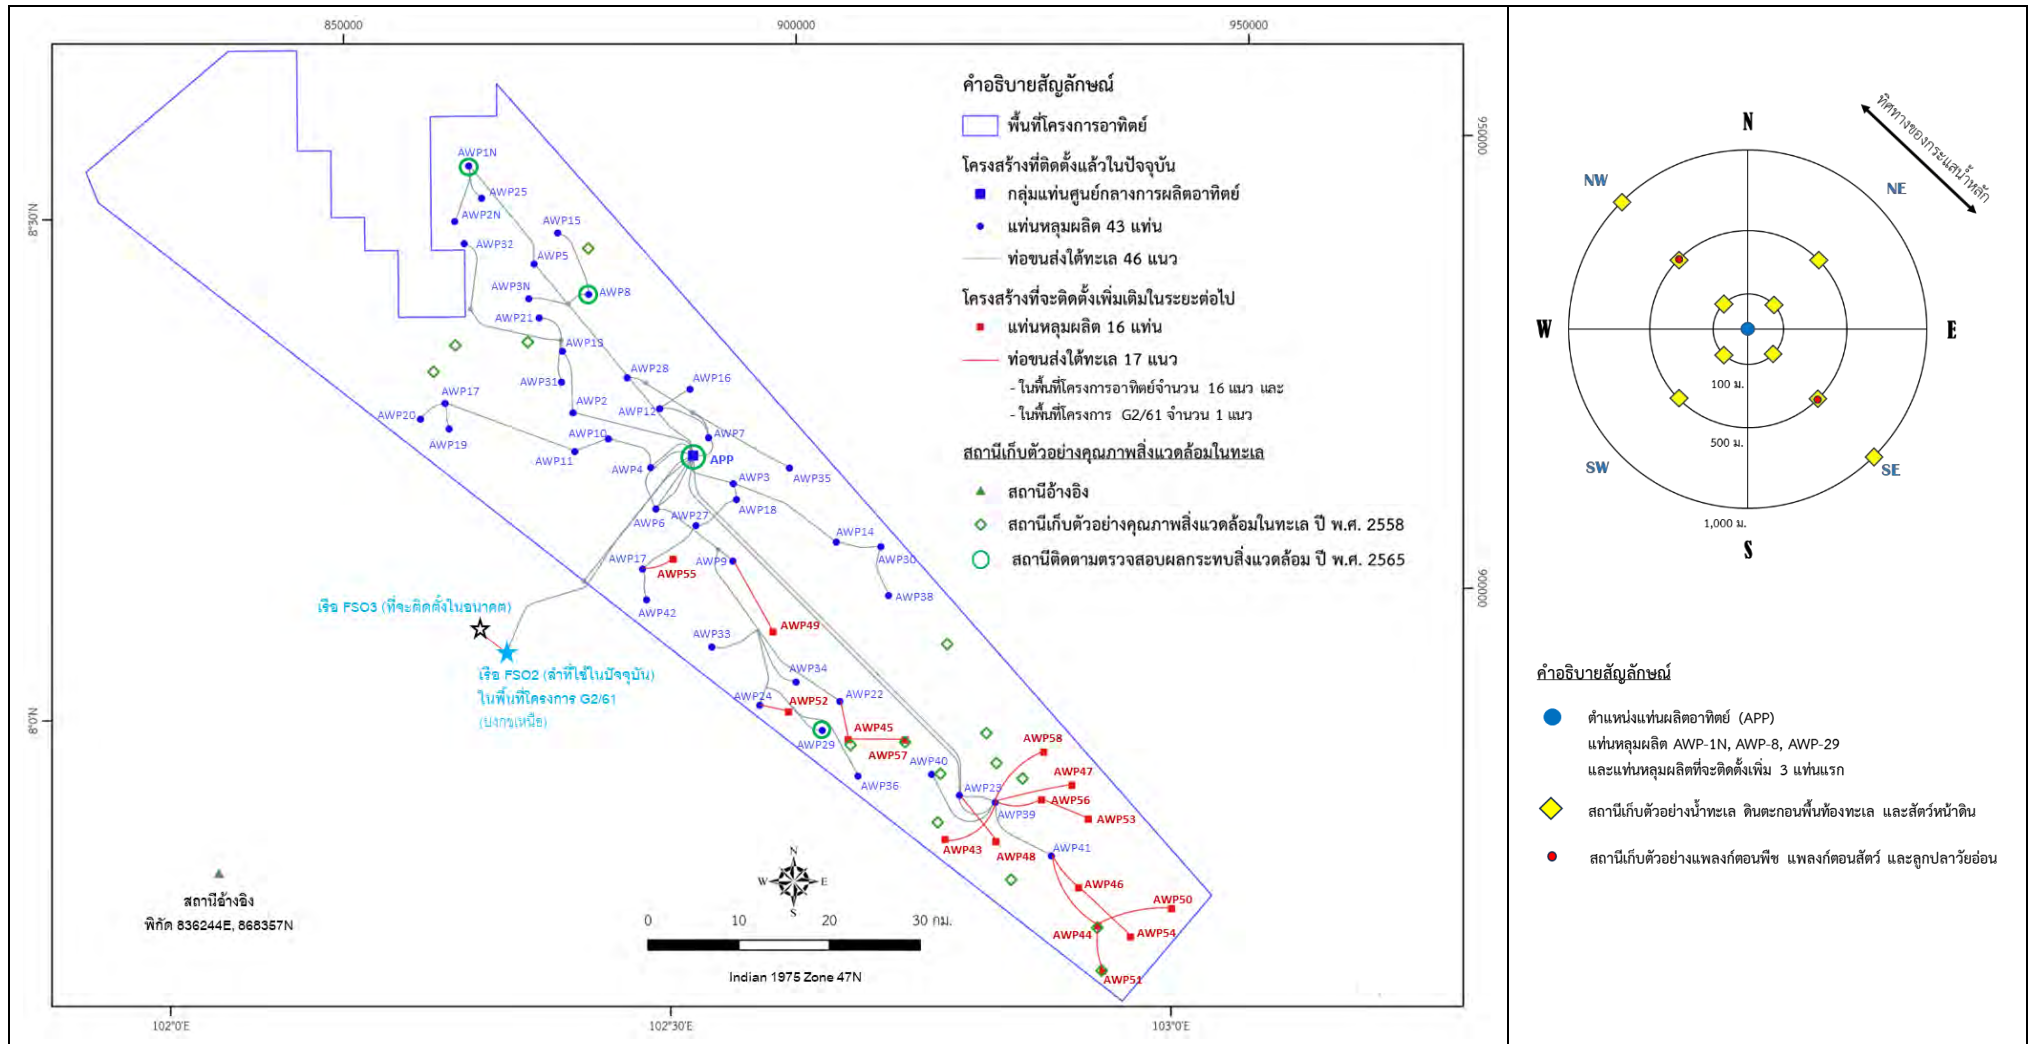 850000
900000
950000
950000
900000
8°30'N
8°0'N
102°0'E
102°30'E
103°0'E
คำอธิบายสัญลักษณ์
พื้นที่โครงการอาทิตย์
โครงสร้างที่ติดตั้งแล้วในปัจจุบัน
กลุ่มแท่นศูนย์กลางการผลิตอาทิตย์
แท่นหลุมผลิต 43 แท่น
ท่อขนส่งใต้ทะเล 46 แนว
โครงสร้างที่จะติดตั้งเพิ่มเติมในระยะต่อไป
แท่นหลุมผลิต 16 แท่น
ท่อขนส่งใต้ทะเล 17 แนว
- ในพื้นที่โครงการอาทิตย์จำนวน 16 แนว และ
- ในพื้นที่โครงการ G2/61 จำนวน 1 แนว
สถานีเก็บตัวอย่างคุณภาพสิ่งแวดล้อมในทะเล
สถานีอ้างอิง
สถานีเก็บตัวอย่างคุณภาพสิ่งแวดล้อมในทะเล ปี พ.ศ. 2558
สถานีติดตามตรวจสอบผลกระทบสิ่งแวดล้อม ปี พ.ศ. 2565
AWP1N
AWP25
AWP2N
AWP15
AWP32
AWP5
AWP3N
AWP8
AWP21
AWP13
AWP28
AWP16
AWP31
AWP17
AWP2
AWP12
AWP20
AWP19
AWP10
AWP7
AWP11
AWP4
APP
AWP3
AWP35
AWP6
AWP27
AWP18
AWP14
AWP17
AWP9
AWP30
AWP55
AWP42
AWP38
AWP33
AWP49
AWP34
AWP24
AWP52
AWP22
AWP45
AWP29
AWP57
AWP58
AWP40
AWP47
AWP36
AWP23
AWP56
AWP39
AWP53
AWP43
AWP48
AWP41
AWP46
AWP50
AWP44
AWP54
AWP51
เรือ FSO3 (ที่จะติดตั้งในอนาคต)
เรือ FSO2 (ลำที่ใช้ในปัจจุบัน)
ในพื้นที่โครงการ G2/61
(บงกชเหนือ)
สถานีอ้างอิง
พิกัด 836244E, 868357N
N
W
E
S
0 10 20 30 กม.
Indian 1975 Zone 47N
ทิศทางของกระแสน้ำหลัก
N
NW
NE
W
E
100 ม.
500 ม.
SW
SE
1,000 ม.
S
คำอธิบายสัญลักษณ์
ตำแหน่งแท่นผลิตอาทิตย์ (APP)
แท่นหลุมผลิต AWP-1N, AWP-8, AWP-29
และแท่นหลุมผลิตที่จะติดตั้งเพิ่ม 3 แท่นแรก
สถานีเก็บตัวอย่างน้ำทะเล ดินตะกอนพื้นท้องทะเล และสัตว์หน้าดิน
สถานีเก็บตัวอย่างแพลงก์ตอนพืช แพลงก์ตอนสัตว์ และลูกปลาวัยอ่อน